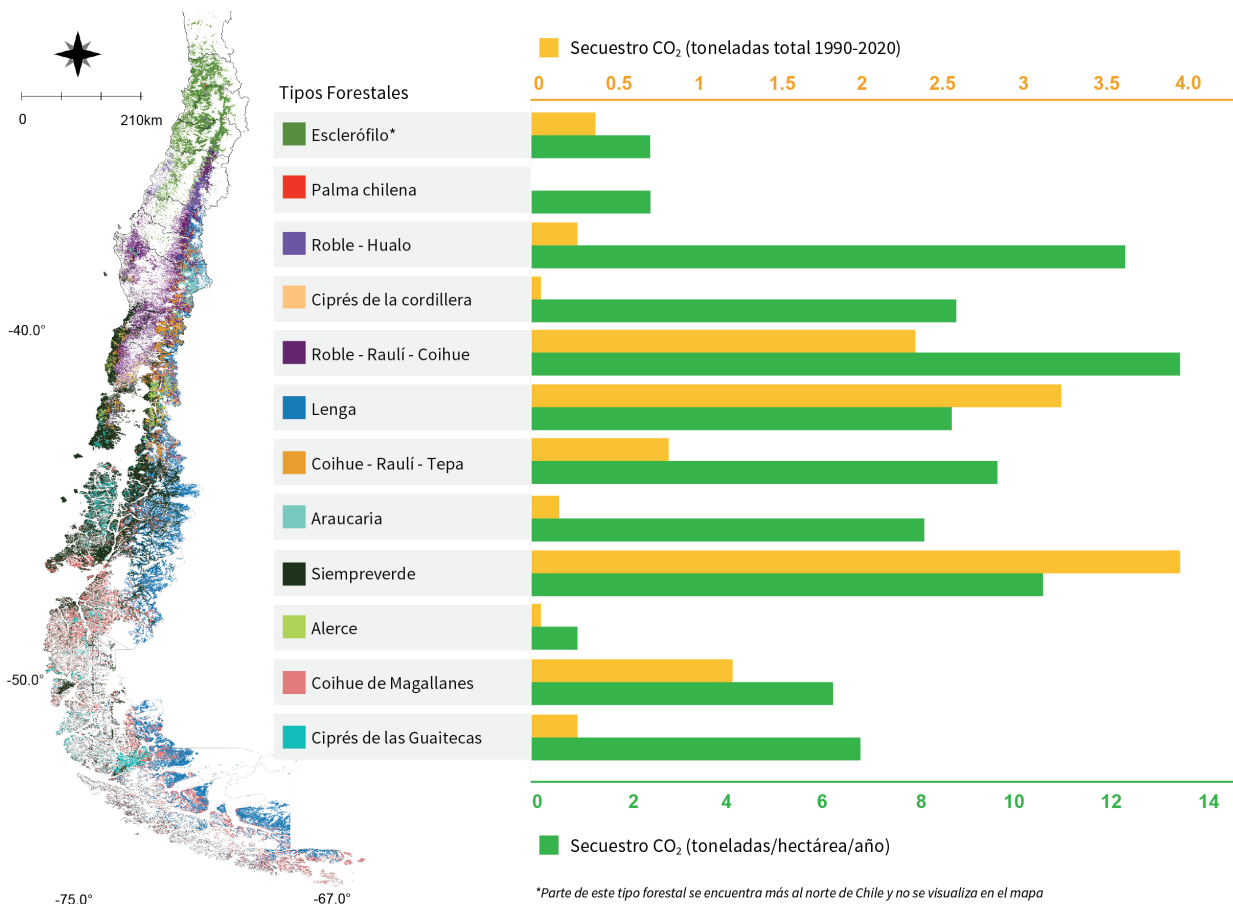 Secuestro CO₂ (toneladas total 1990-2020)
0 0.5 1 1.5 2 2.5 3 3.5 4.0
Tipos Forestales
0 210km
Esclerófilo*
Palma chilena
Roble - Hualo
Ciprés de la cordillera
Roble - Raulí - Coihue
Lenga
Coihue - Raulí - Tepa
Araucaria
Siempreverde
Alerce
Coihue de Magallanes
Ciprés de las Guaitecas
-40.0°
-50.0°
-75.0° -67.0°
0 2 4 6 8 10 12 14
Secuestro CO₂ (toneladas/hectárea/año)
*Parte de este tipo forestal se encuentra más al norte de Chile y no se visualiza en el mapa